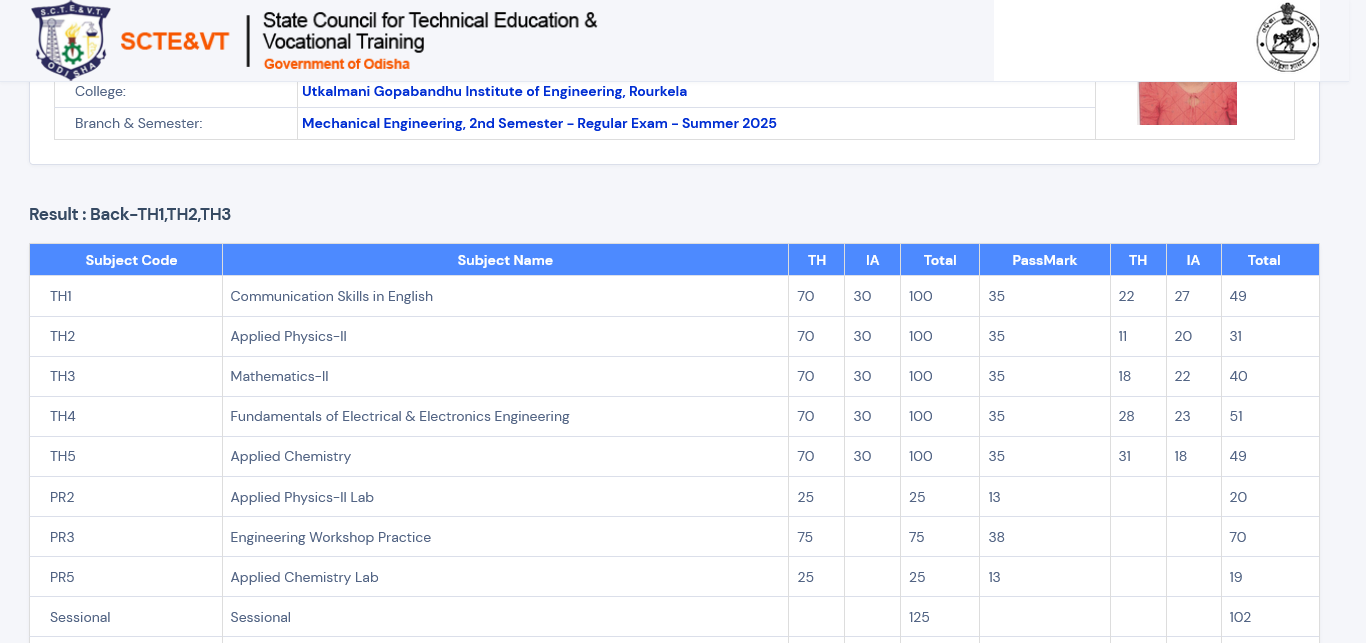 S.C.T.E.& V.T.
ODISHA
SCTE&VT
State Council for Technical Education &
Vocational Training
Government of Odisha
College: Utkalmani Gopabandhu Institute of Engineering, Rourkela
Branch & Semester: Mechanical Engineering, 2nd Semester - Regular Exam - Summer 2025
Result : Back-TH1,TH2,TH3
Subject Code Subject Name TH IA Total PassMark TH IA Total
TH1 Communication Skills in English 70 30 100 35 22 27 49
TH2 Applied Physics-II 70 30 100 35 11 20 31
TH3 Mathematics-II 70 30 100 35 18 22 40
TH4 Fundamentals of Electrical & Electronics Engineering 70 30 100 35 28 23 51
TH5 Applied Chemistry 70 30 100 35 31 18 49
PR2 Applied Physics-II Lab 25 25 13 20
PR3 Engineering Workshop Practice 75 75 38 70
PR5 Applied Chemistry Lab 25 25 13 19
Sessional Sessional 125 102